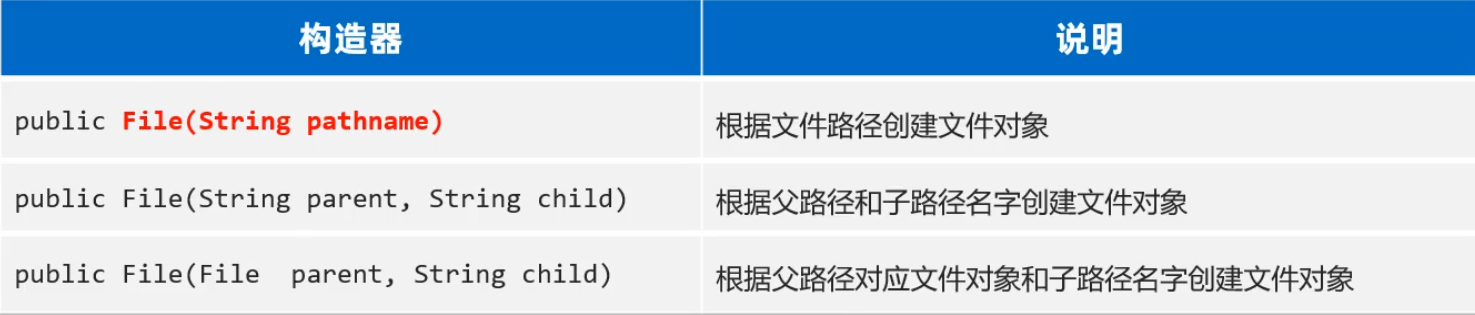 构造器 说明
public File(String pathname) 根据文件路径创建文件对象
public File(String parent, String child) 根据父路径和子路径名字创建文件对象
public File(File  parent, String child) 根据父路径对应文件对象和子路径名字创建文件对象